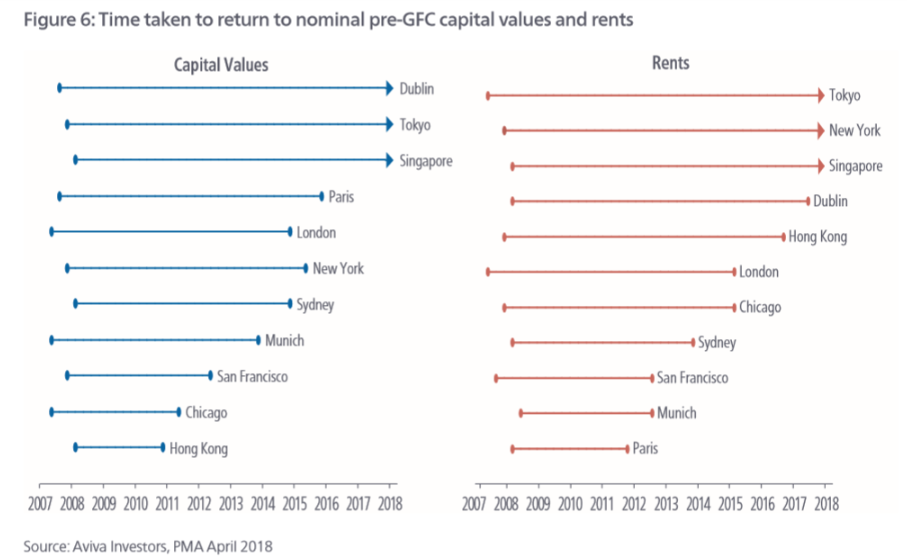 Figure 6: Time taken to return to nominal pre-GFC capital values and rents
Capital Values
Dublin
Tokyo
Singapore
Paris
London
New York
Sydney
Munich
San Francisco
Chicago
Hong Kong
2007 2008 2009 2010 2011 2012 2013 2014 2015 2016 2017 2018
Rents
Tokyo
New York
Singapore
Dublin
Hong Kong
London
Chicago
Sydney
San Francisco
Munich
Paris
2007 2008 2009 2010 2011 2012 2013 2014 2015 2016 2017 2018
Source: Aviva Investors, PMA April 2018